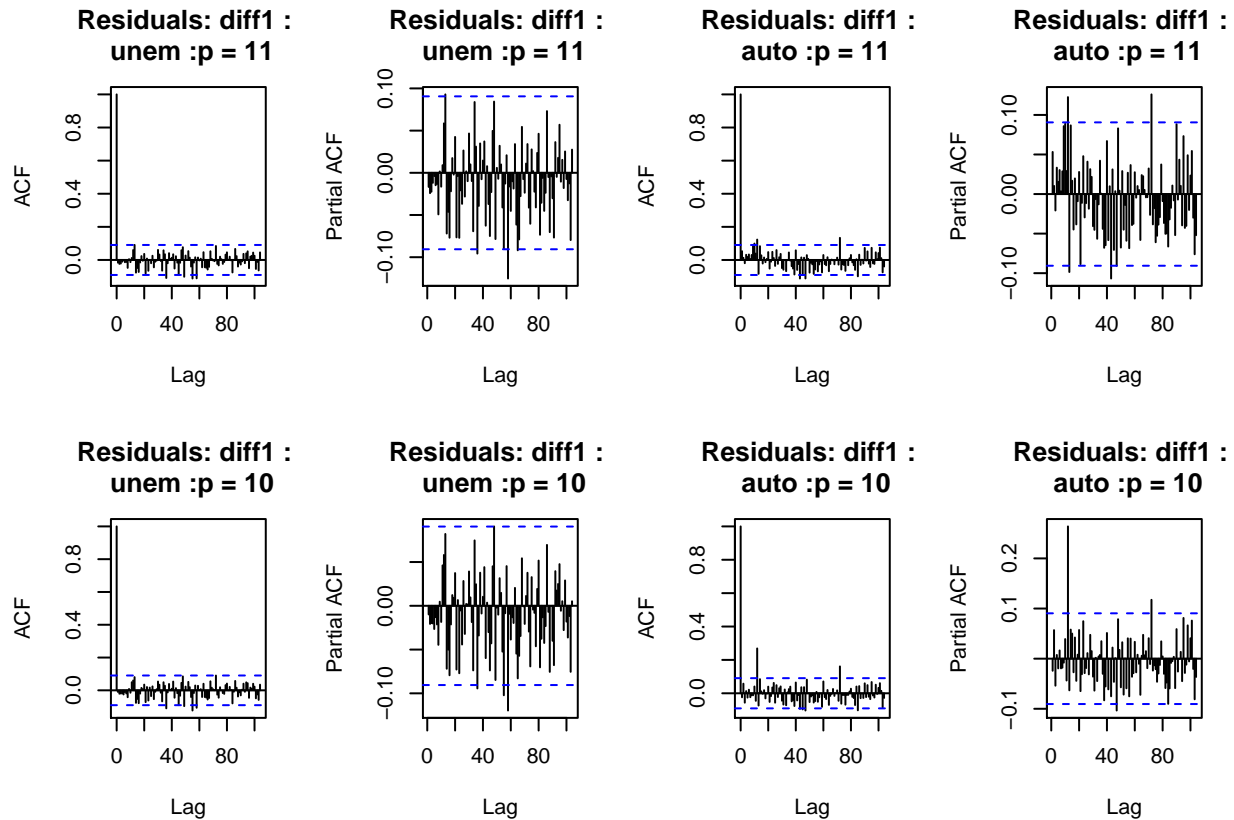 Residuals: diff1 :
unem :p = 11
ACF
0.0 0.4 0.8
0 40 80
Lag
Residuals: diff1 :
unem :p = 11
Partial ACF
−0.10 0.00 0.10
0 40 80
Lag
Residuals: diff1 :
auto :p = 11
ACF
0.0 0.4 0.8
0 40 80
Lag
Residuals: diff1 :
auto :p = 11
Partial ACF
−0.10 0.00 0.10
0 40 80
Lag
Residuals: diff1 :
unem :p = 10
ACF
0.0 0.4 0.8
0 40 80
Lag
Residuals: diff1 :
unem :p = 10
Partial ACF
−0.10 0.00
0 40 80
Lag
Residuals: diff1 :
auto :p = 10
ACF
0.0 0.4 0.8
0 40 80
Lag
Residuals: diff1 :
auto :p = 10
Partial ACF
−0.1 0.1 0.2
0 40 80
Lag